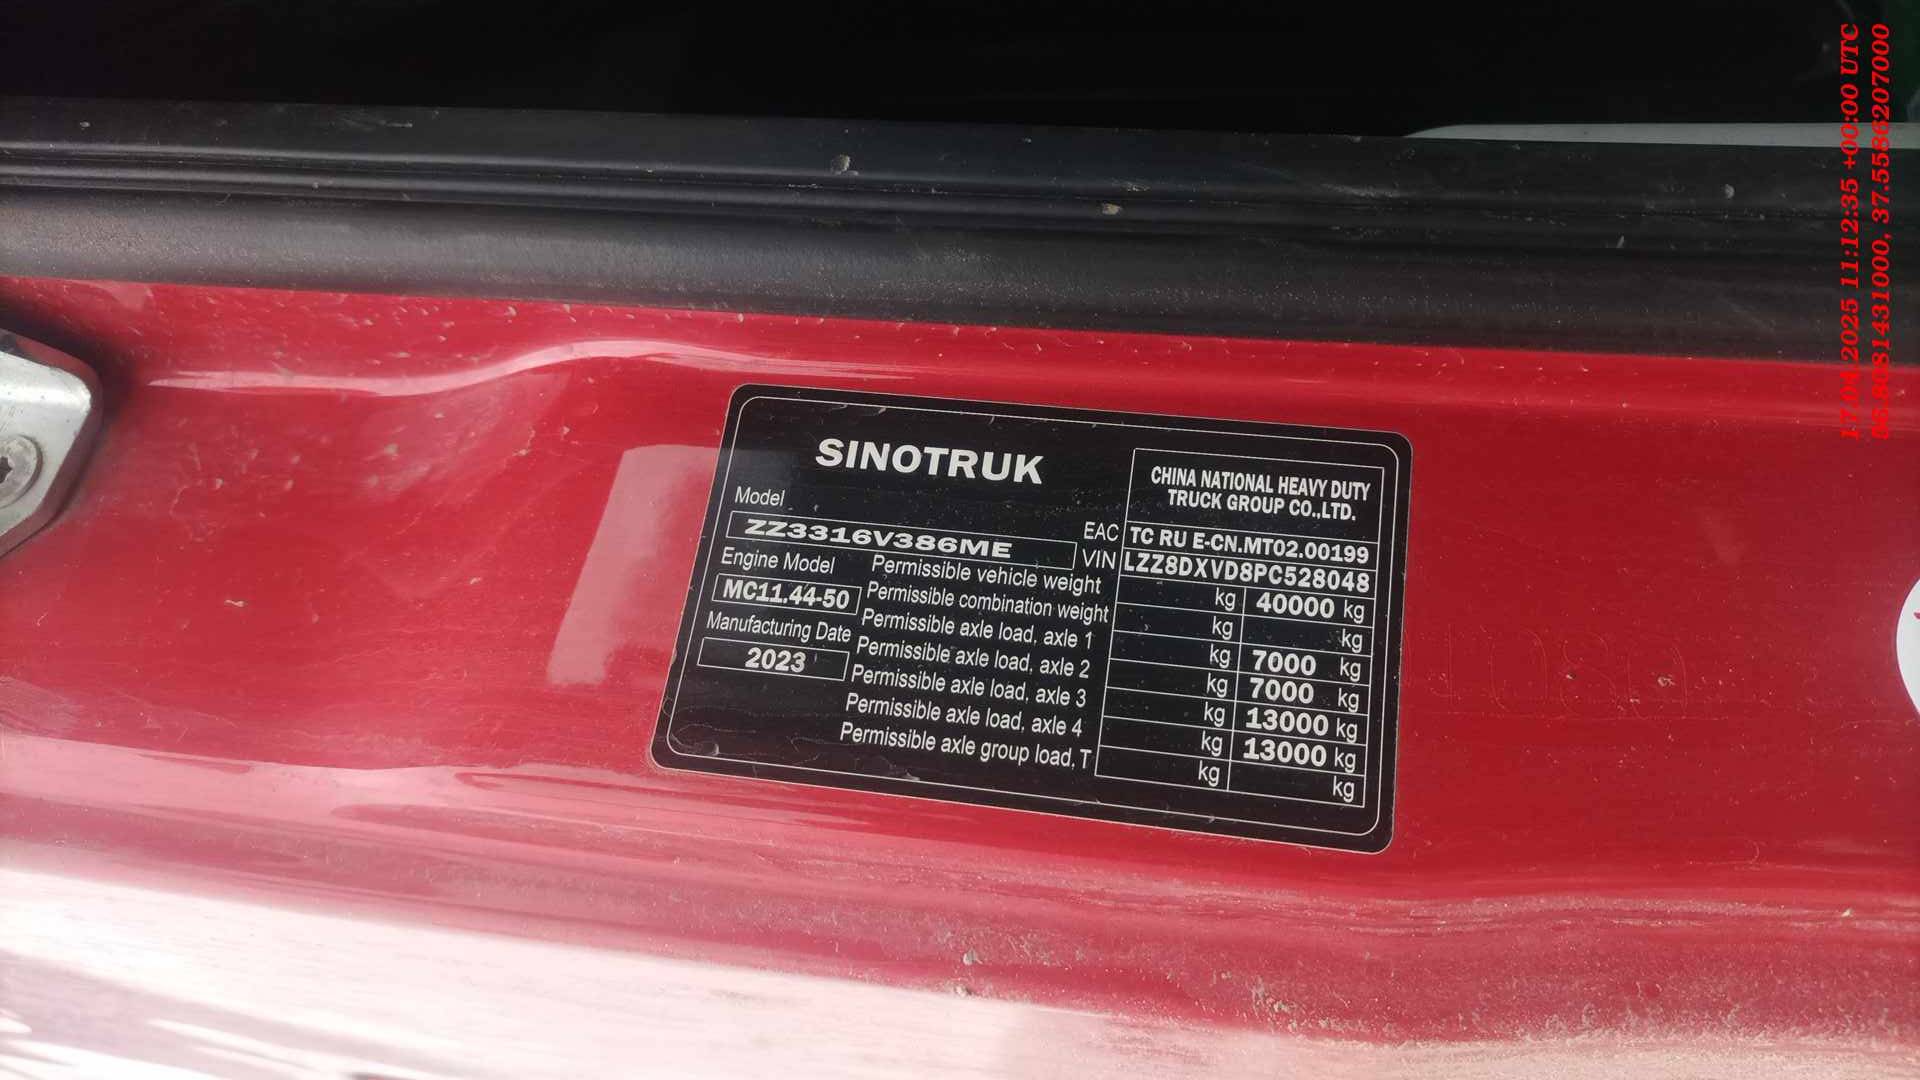 SINOTRUK
CHINA NATIONAL HEAVY DUTY
TRUCK GROUP CO.,LTD.
Model
ZZ3316V386ME
EAC TC RU E-CN.MT02.00199
VIN LZZ8DXVD8PC528048
Engine Model
MC11.44-50
Manufacturing Date
2023
Permissible vehicle weight kg 40000 kg
Permissible combination weight kg kg
Permissible axle load, axle 1 kg 7000 kg
Permissible axle load, axle 2 kg 7000 kg
Permissible axle load, axle 3 kg 13000 kg
Permissible axle load, axle 4 kg 13000 kg
Permissible axle group load, T kg kg
17.04.2025 11:12:35 +00:00 UTC